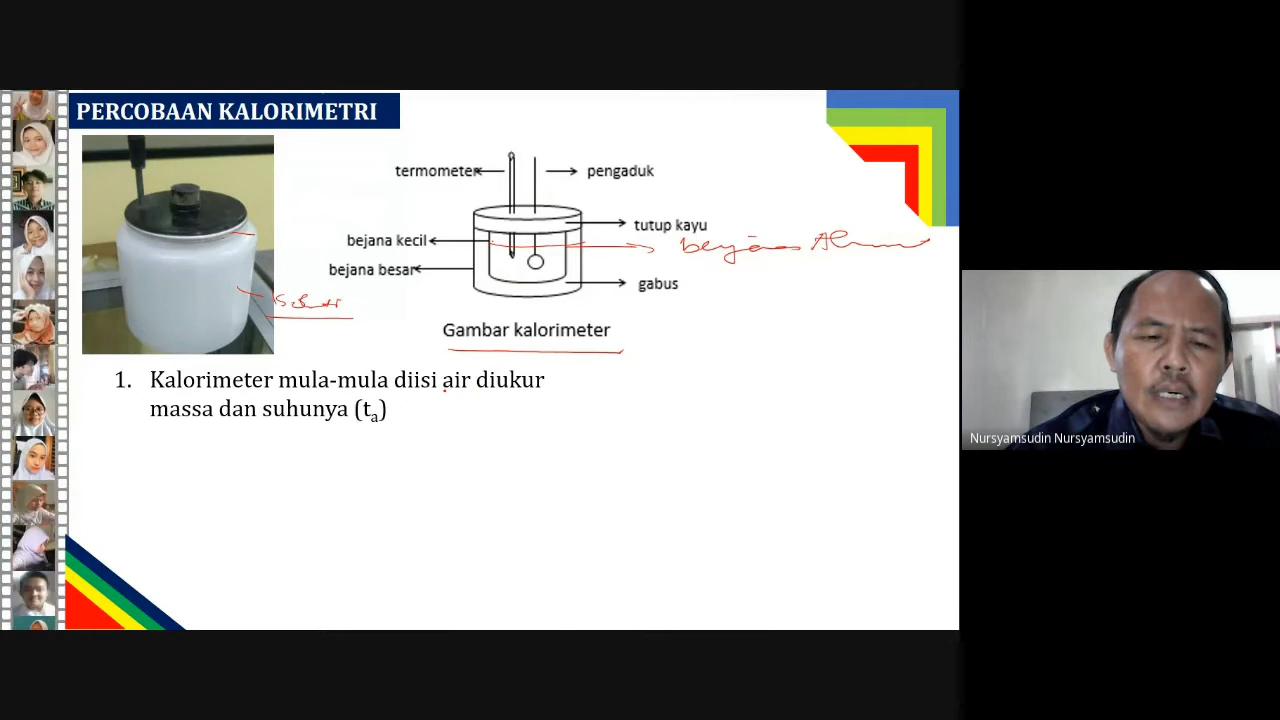 PERCOBAAN KALORIMETRI
termometer
pengaduk
tutup kayu
bejana kecil
bejana
bejana besar
gabus
Gambar kalorimeter
1. Kalorimeter mula-mula diisi air diukur
massa dan suhunya (tₐ)
Nursyamsudin Nursyamsudin